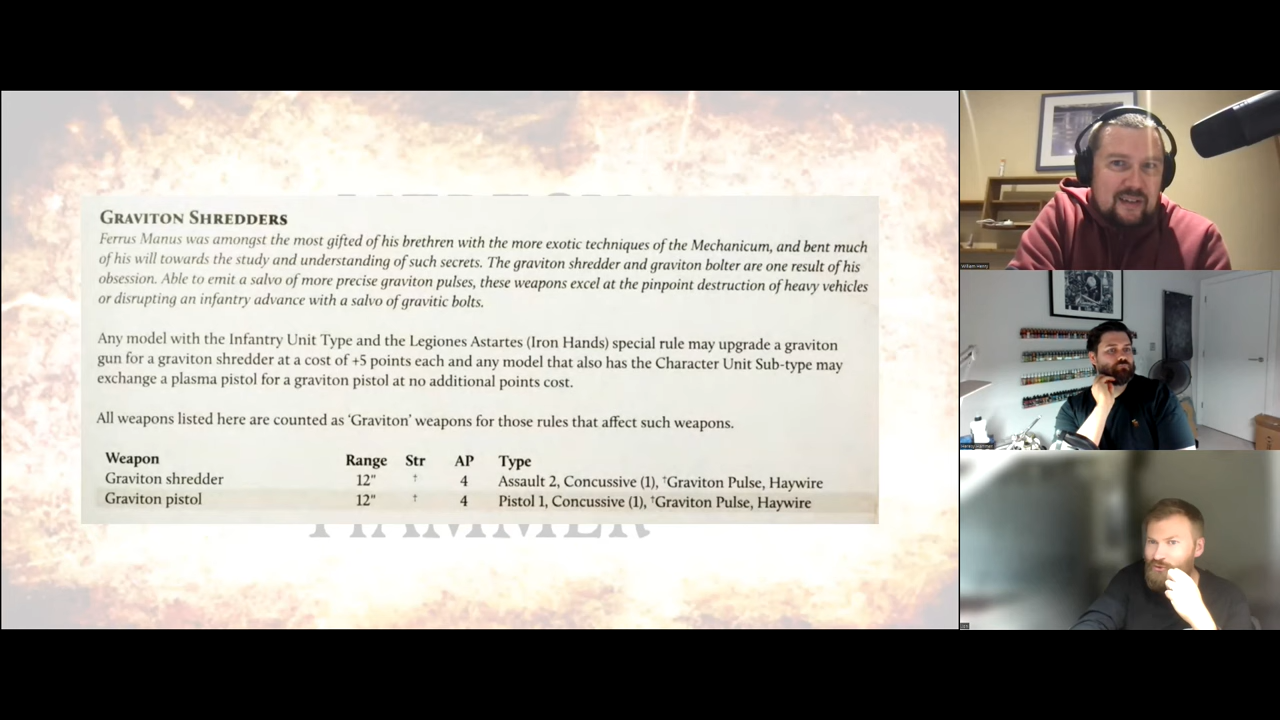 GRAVITON SHREDDERS
Ferrus Manus was amongst the most gifted of his brethren with the more exotic techniques of the Mechanicum, and bent much
of his will towards the study and understanding of such secrets. The graviton shredder and graviton bolter are one result of his
obsession. Able to emit a salvo of more precise graviton pulses, these weapons excel at the pinpoint destruction of heavy vehicles
or disrupting an infantry advance with a salvo of gravitic bolts.
Any model with the Infantry Unit Type and the Legiones Astartes (Iron Hands) special rule may upgrade a graviton
gun for a graviton shredder at a cost of +5 points each and any model that also has the Character Unit Sub-type may
exchange a plasma pistol for a graviton pistol at no additional points cost.
All weapons listed here are counted as ‘Graviton’ weapons for those rules that affect such weapons.
Weapon Range Str AP Type
Graviton shredder 12" † 4 Assault 2, Concussive (1), †Graviton Pulse, Haywire
Graviton pistol 12" † 4 Pistol 1, Concussive (1), †Graviton Pulse, Haywire
HAMMER